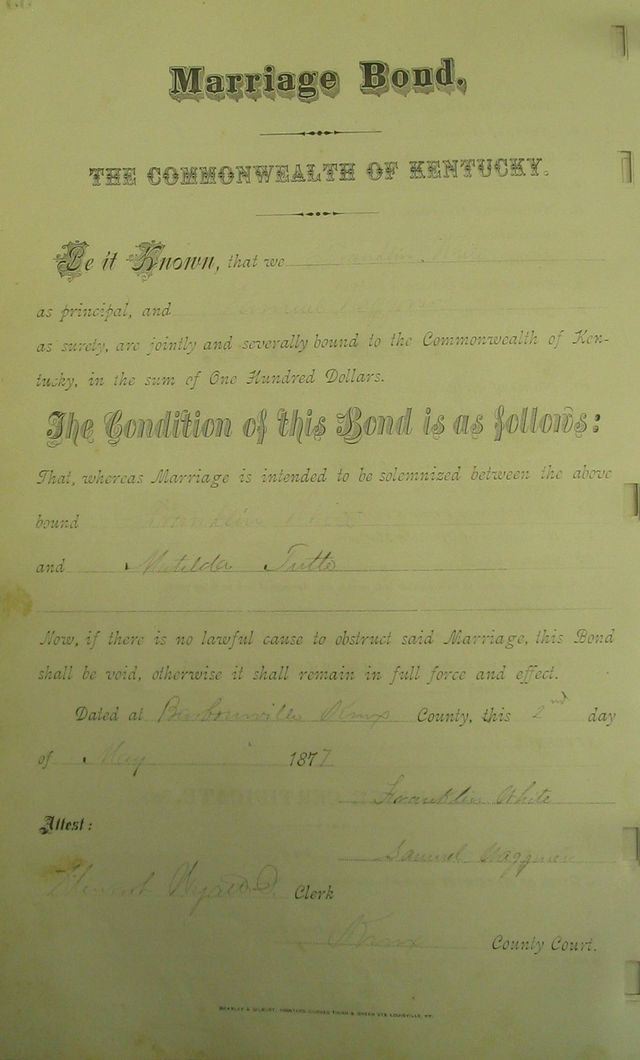 Marriage Bond.
THE COMMONWEALTH OF KENTUCKY.
Be it Known, that we Franklin White
as principal, and Samuel
as surety, are jointly and severally bound to the Commonwealth of Ken-
tucky, in the sum of One Hundred Dollars.
The Condition of this Bond is as follows:
That, whereas Marriage is intended to be solemnized between the above
bound Franklin White
and Matilda Tutts
Now, if there is no lawful cause to obstruct said Marriage, this Bond
shall be void, otherwise it shall remain in full force and effect.
Dated at Barbourville Knox County, this 2nd day
of May 1877
Franklin White
Attest:
Samuel
Clerk
Knox County Court.